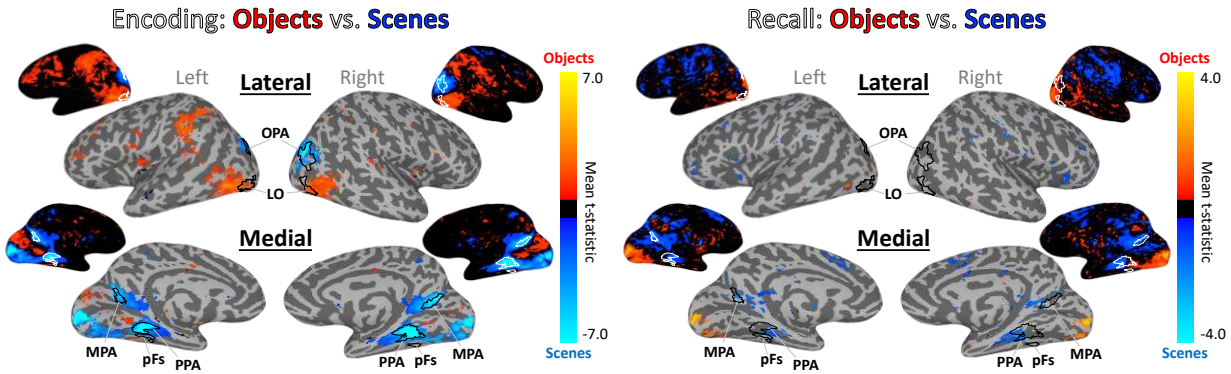 Encoding: Objects vs. Scenes
Left
Lateral
Right
OPA
LO
Medial
MPA
pFs
PPA
PPA
pFs
MPA
Objects
7.0
Mean t-statistic
-7.0
Scenes
Recall: Objects vs. Scenes
Left
Lateral
Right
OPA
LO
Medial
MPA
pFs
PPA
PPA
pFs
MPA
Objects
4.0
Mean t-statistic
-4.0
Scenes